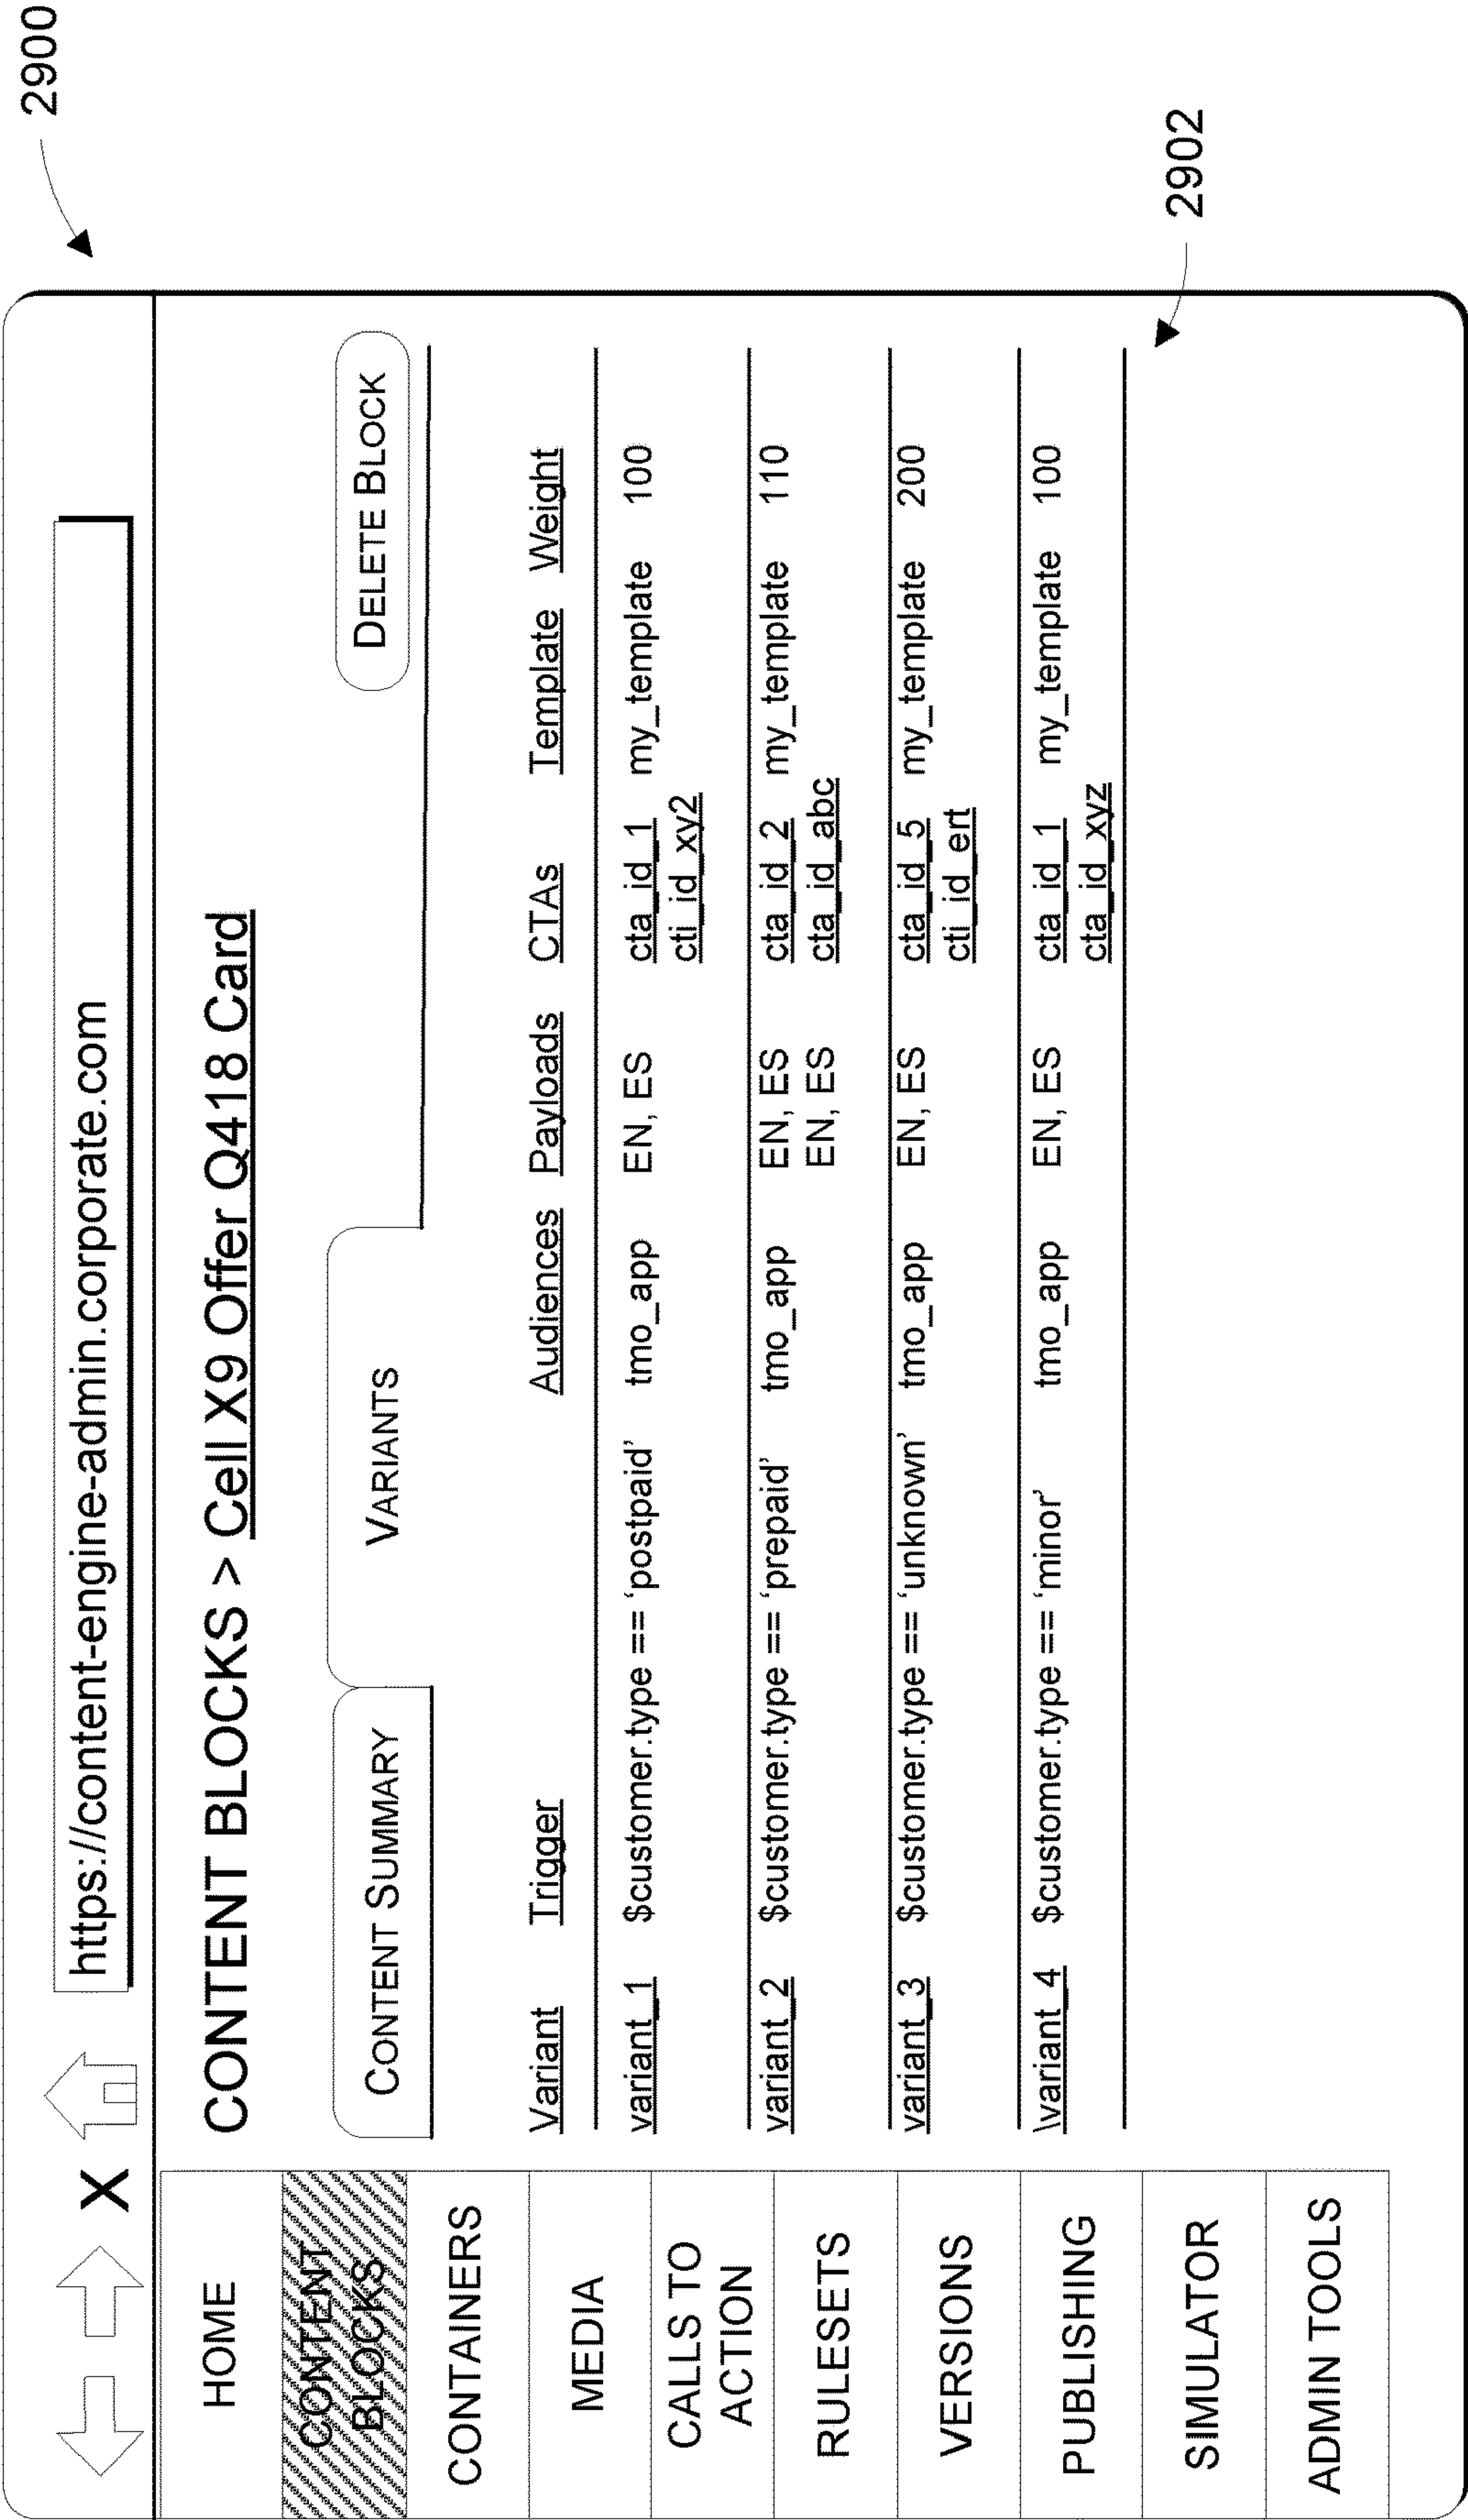 2900
https://content-engine-admin.corporate.com
X
HOME
CONTENT
BLOCKS
CONTAINERS
MEDIA
CALLS TO
ACTION
RULESETS
VERSIONS
PUBLISHING
SIMULATOR
ADMIN TOOLS
CONTENT BLOCKS > Cell X9 Offer Q418 Card
CONTENT SUMMARY VARIANTS DELETE BLOCK
Variant Trigger Audiences Payloads CTAs Template Weight
variant_1 $customer.type == ‘postpaid’ tmo_app EN, ES cta_id_1 my_template 100
cti_id_xy2
variant_2 $customer.type == ‘prepaid’ tmo_app EN, ES cta_id_2 my_template 110
EN, ES cta_id_abc
variant_3 $customer.type == ‘unknown’ tmo_app EN, ES cta_id_5 my_template 200
cti_id_ert
\variant_4 $customer.type == ‘minor’ tmo_app EN, ES cta_id_1 my_template 100
cta_id_xyz
2902